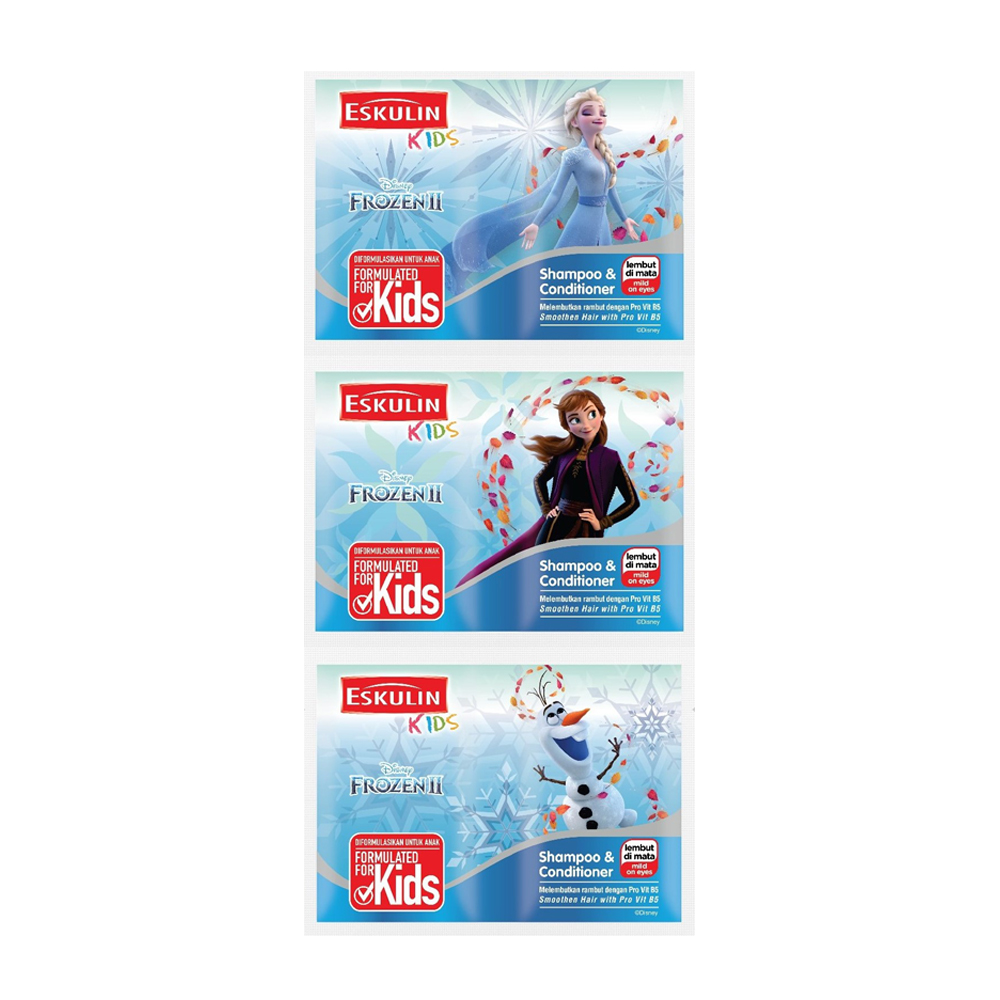 ESKULIN
KIDS
Disney
FROZEN II
DIFORMULASIKAN UNTUK ANAK
FORMULATED
FOR
Kids
Shampoo &
Conditioner
lembut
di mata
mild
on eyes
Melembutkan rambut dengan Pro Vit B5
Smoothen Hair with Pro Vit B5
©Disney
ESKULIN
KIDS
Disney
FROZEN II
DIFORMULASIKAN UNTUK ANAK
FORMULATED
FOR
Kids
Shampoo &
Conditioner
lembut
di mata
mild
on eyes
Melembutkan rambut dengan Pro Vit B5
Smoothen Hair with Pro Vit B5
©Disney
ESKULIN
KIDS
Disney
FROZEN II
DIFORMULASIKAN UNTUK ANAK
FORMULATED
FOR
Kids
Shampoo &
Conditioner
lembut
di mata
mild
on eyes
Melembutkan rambut dengan Pro Vit B5
Smoothen Hair with Pro Vit B5
©Disney